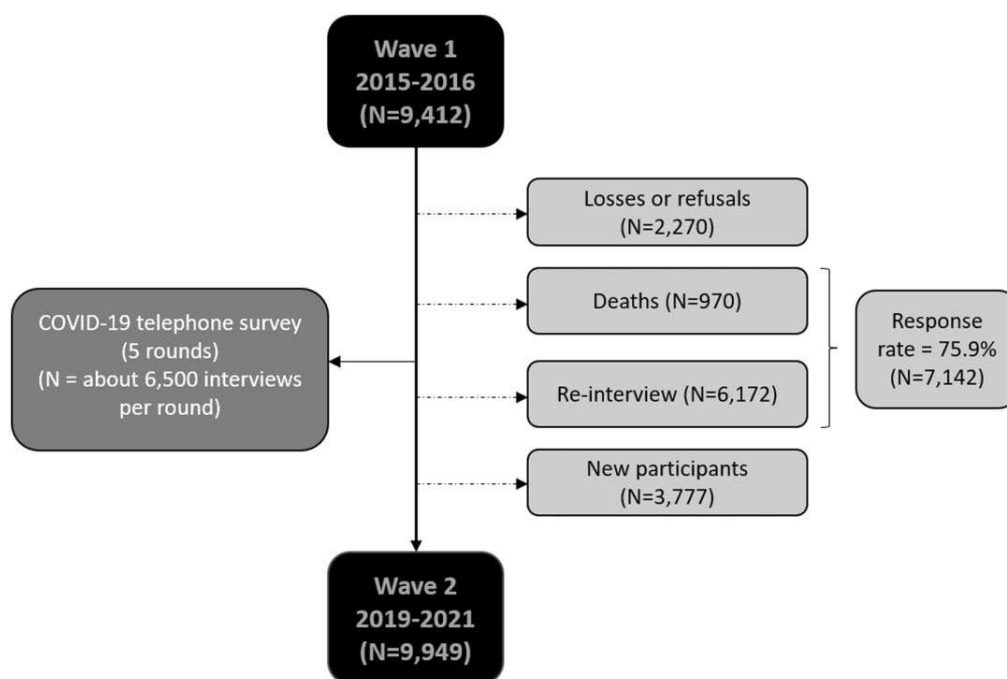 Wave 1
2015-2016
(N=9,412)
Losses or refusals
(N=2,270)
Deaths (N=970)
COVID-19 telephone survey
(5 rounds)
(N = about 6,500 interviews
per round)
Response
rate = 75.9%
(N=7,142)
Re-interview (N=6,172)
New participants
(N=3,777)
Wave 2
2019-2021
(N=9,949)